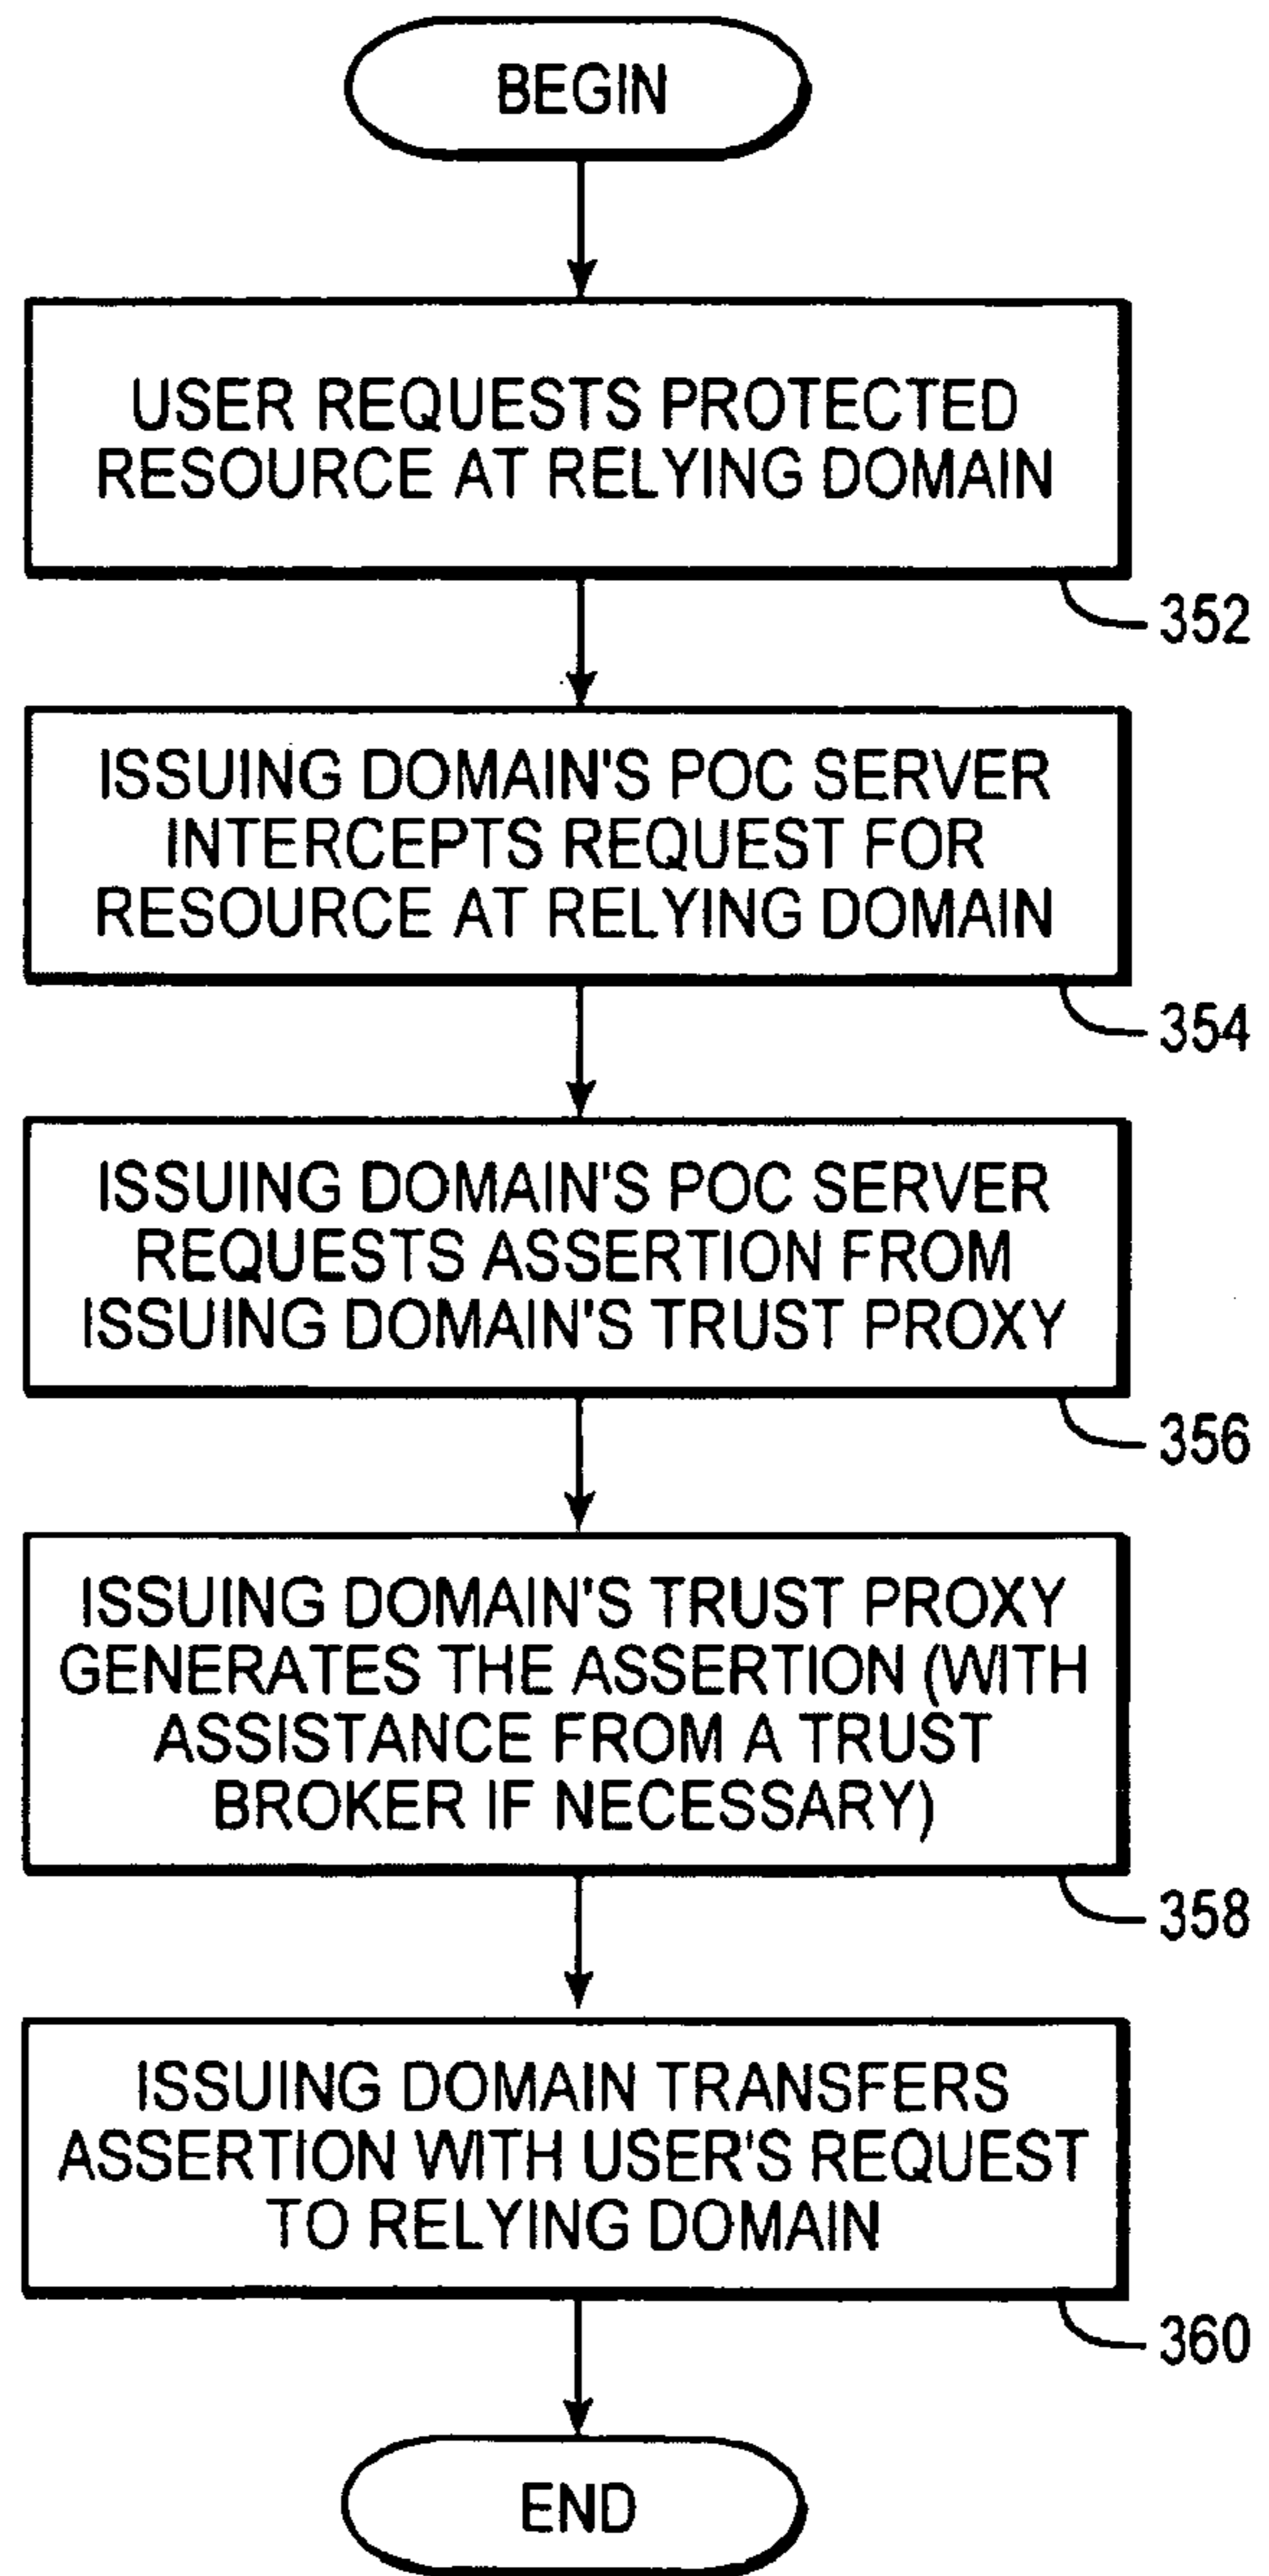 BEGIN
USER REQUESTS PROTECTED
RESOURCE AT RELYING DOMAIN
352
ISSUING DOMAIN'S POC SERVER
INTERCEPTS REQUEST FOR
RESOURCE AT RELYING DOMAIN
354
ISSUING DOMAIN'S POC SERVER
REQUESTS ASSERTION FROM
ISSUING DOMAIN'S TRUST PROXY
356
ISSUING DOMAIN'S TRUST PROXY
GENERATES THE ASSERTION (WITH
ASSISTANCE FROM A TRUST
BROKER IF NECESSARY)
358
ISSUING DOMAIN TRANSFERS
ASSERTION WITH USER'S REQUEST
TO RELYING DOMAIN
360
END